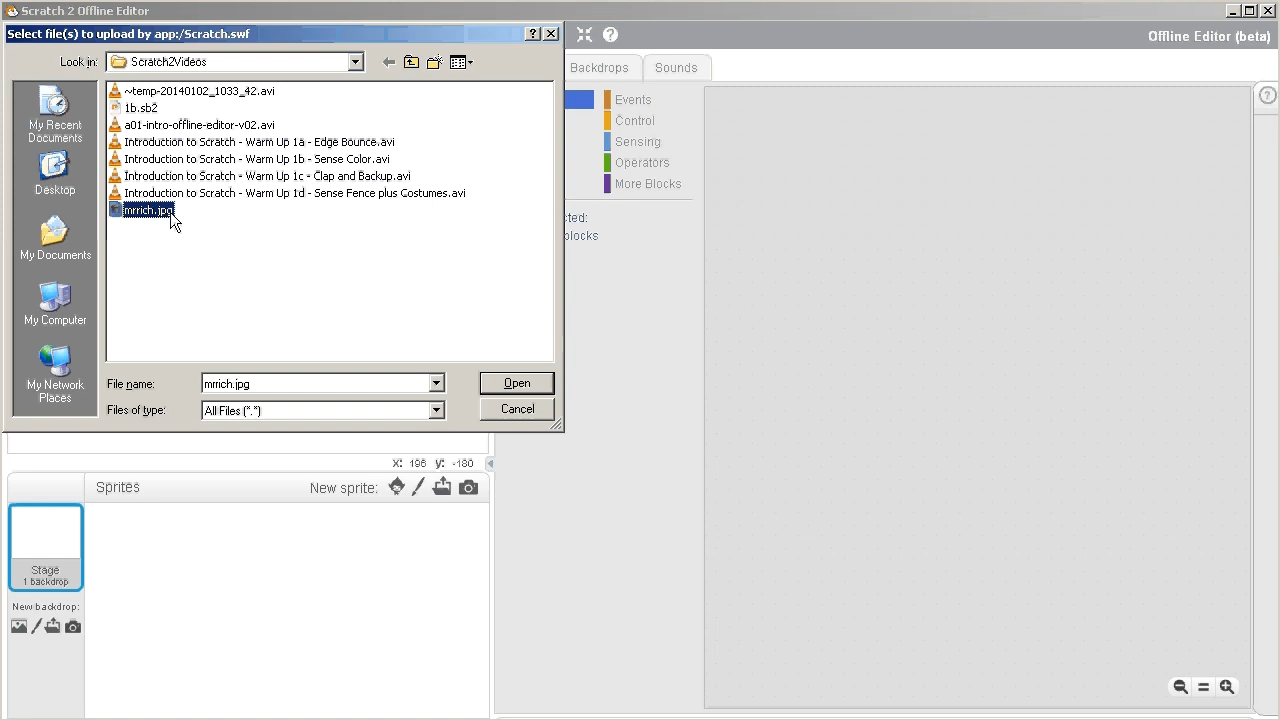 Scratch 2 Offline Editor
Select file(s) to upload by app:/Scratch.swf
Offline Editor (beta)
Look in: Scratch2Videos
Backdrops Sounds
My Recent Documents
Desktop
My Documents
My Computer
My Network Places
~temp-20140102_1033_42.avi
1b.sb2
a01-intro-offline-editor-v02.avi
Introduction to Scratch - Warm Up 1a - Edge Bounce.avi
Introduction to Scratch - Warm Up 1b - Sense Color.avi
Introduction to Scratch - Warm Up 1c - Clap and Backup.avi
Introduction to Scratch - Warm Up 1d - Sense Fence plus Costumes.avi
mrrich.jpg
File name: mrrich.jpg Open
Files of type: All Files (*.*) Cancel
Events
Control
Sensing
Operators
More Blocks
cted:
blocks
X: 196 y: -180
Sprites New sprite:
Stage
1 backdrop
New backdrop: